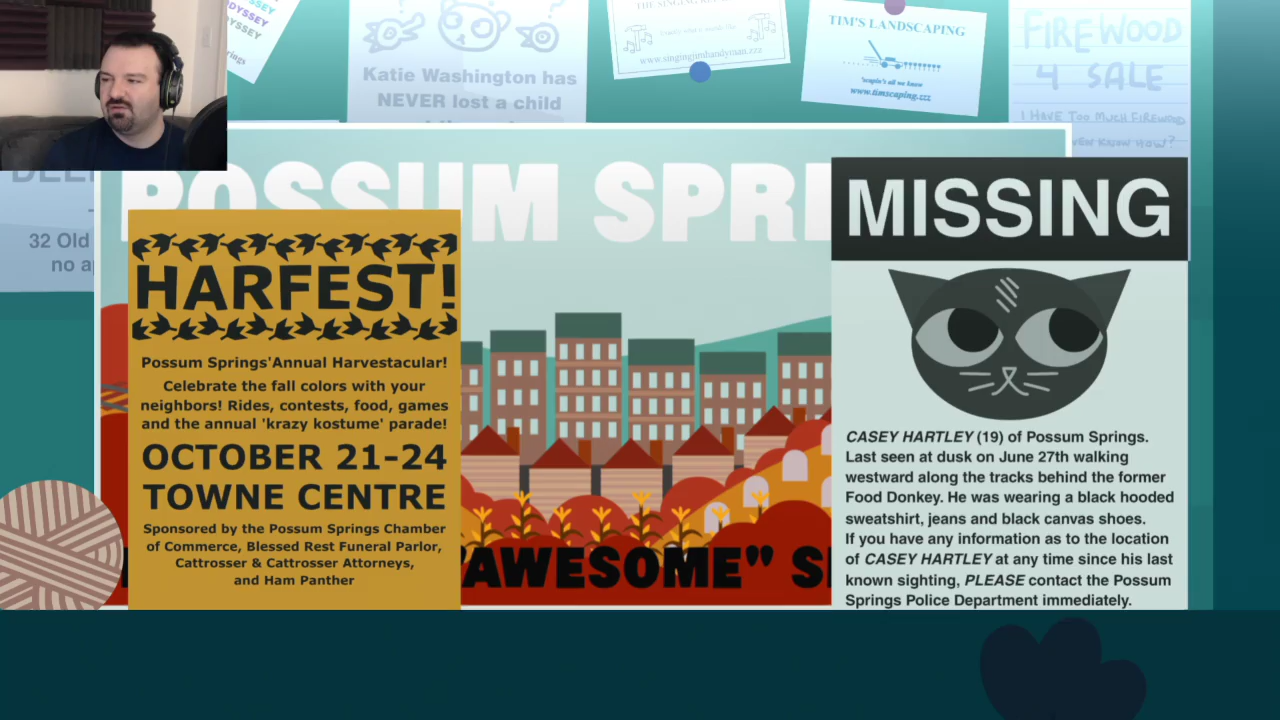 DYSSEY
YSSEY
rings
Katie Washington has
NEVER lost a child
THE SINGING
www.singingjimhandyman.zzz
TIM'S LANDSCAPING
'scapin's all we know
www.timscaping.zzz
FIREWOOD
4 SALE
I HAVE TOO MUCH FIREWOOD
KNOW HOW?
32 Old
no a
POSSUM SPRI
HARFEST!
Possum Springs'Annual Harvestacular!
Celebrate the fall colors with your
neighbors! Rides, contests, food, games
and the annual 'krazy kostume' parade!
OCTOBER 21-24
TOWNE CENTRE
Sponsored by the Possum Springs Chamber
of Commerce, Blessed Rest Funeral Parlor,
Cattrosser & Cattrosser Attorneys,
and Ham Panther
"AWESOME" S
MISSING
CASEY HARTLEY (19) of Possum Springs.
Last seen at dusk on June 27th walking
westward along the tracks behind the former
Food Donkey. He was wearing a black hooded
sweatshirt, jeans and black canvas shoes.
If you have any information as to the location
of CASEY HARTLEY at any time since his last
known sighting, PLEASE contact the Possum
Springs Police Department immediately.